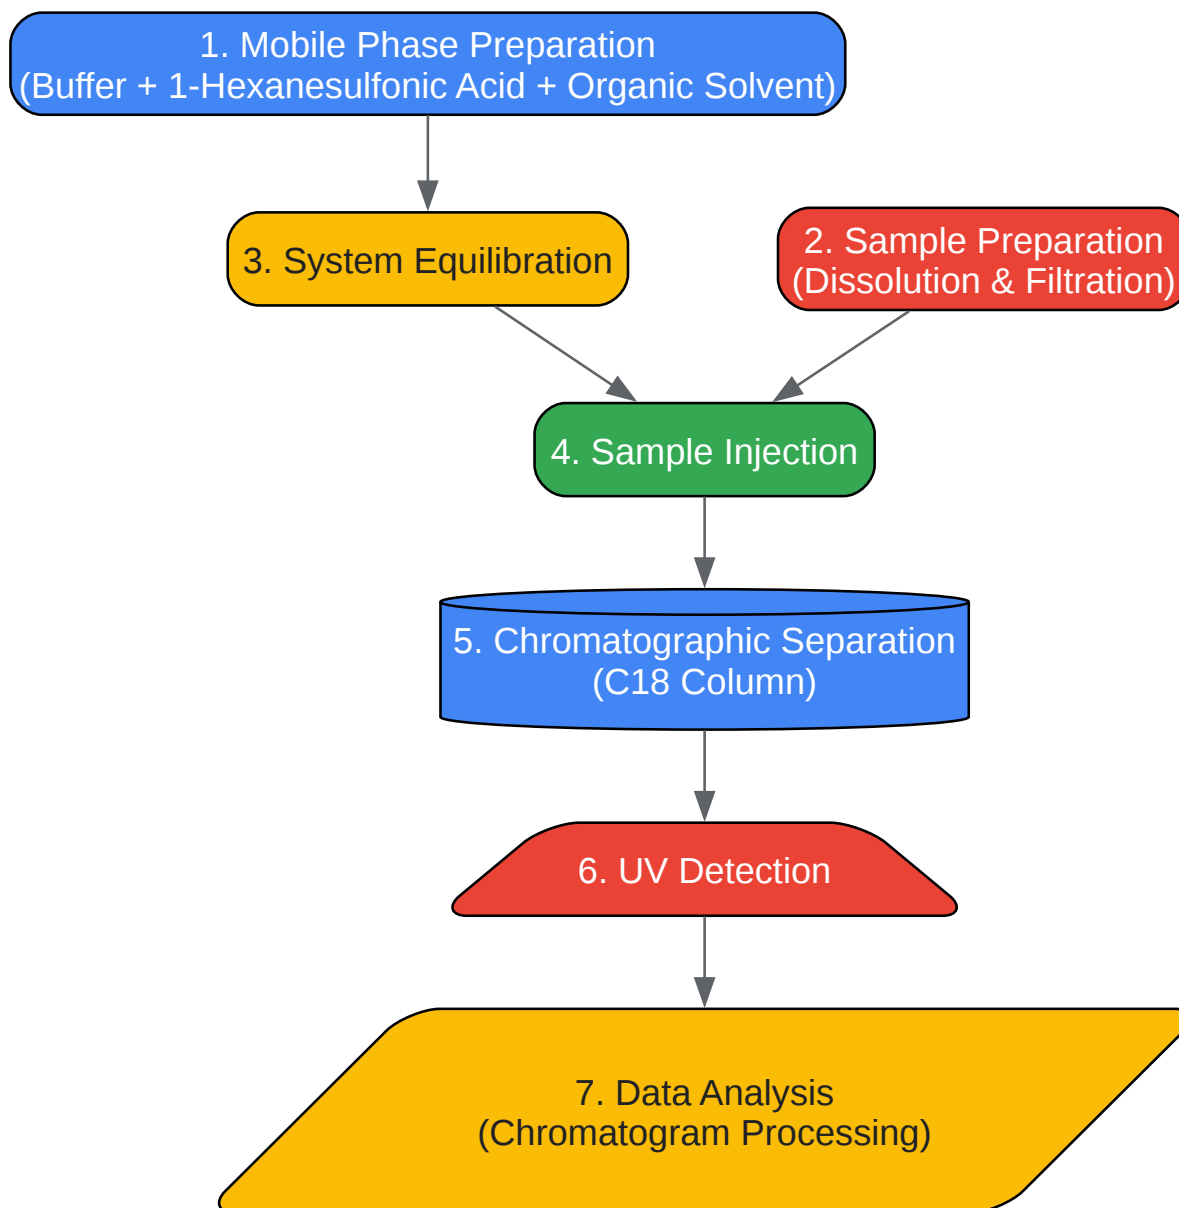 1. Mobile Phase Preparation
(Buffer + 1-Hexanesulfonic Acid + Organic Solvent)
3. System Equilibration
2. Sample Preparation
(Dissolution & Filtration)
4. Sample Injection
5. Chromatographic Separation
(C18 Column)
6. UV Detection
7. Data Analysis
(Chromatogram Processing)